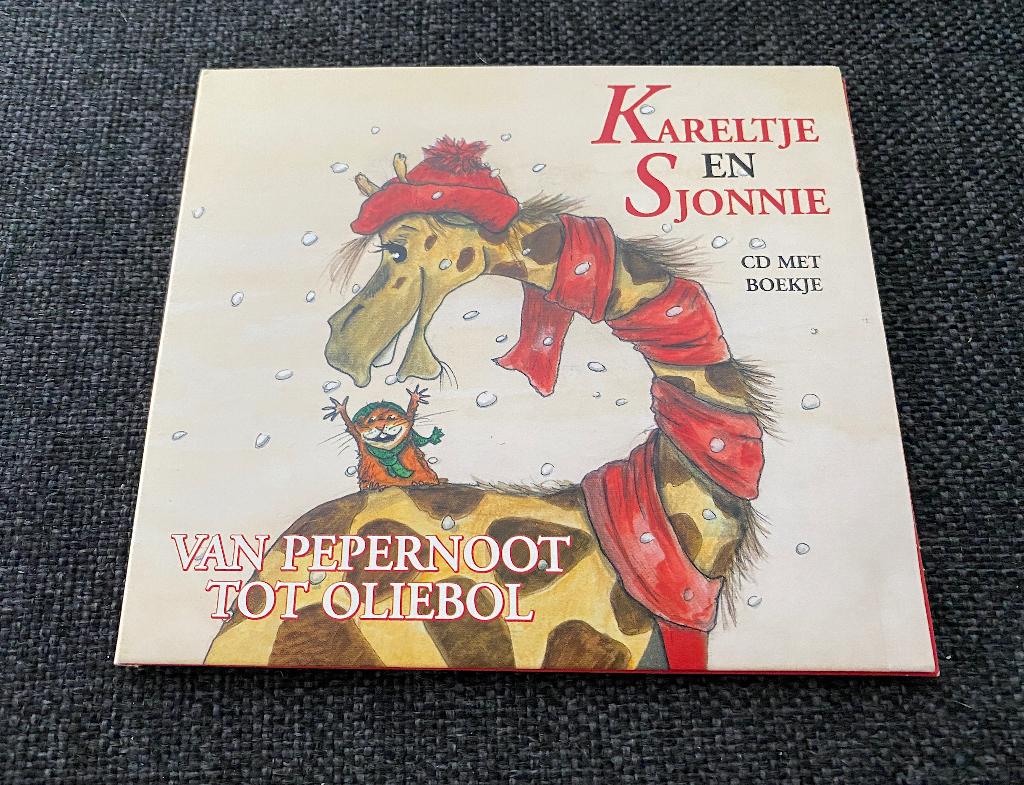 KARELTJE
EN
SJONNIE
CD MET
BOEKJE
VAN PEPERNOOT
TOT OLIEBOL